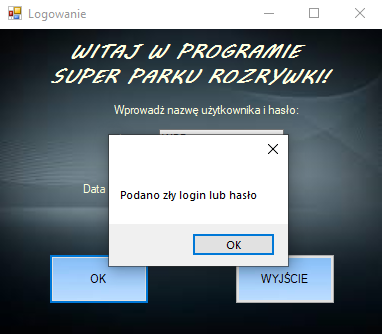 Logowanie
WITAJ W PROGRAMIE
SUPER PARKU ROZRYWKI!
Wprowadź nazwę użytkownika i hasło:
Data
Podano zły login lub hasło
OK
OK
WYJŚCIE